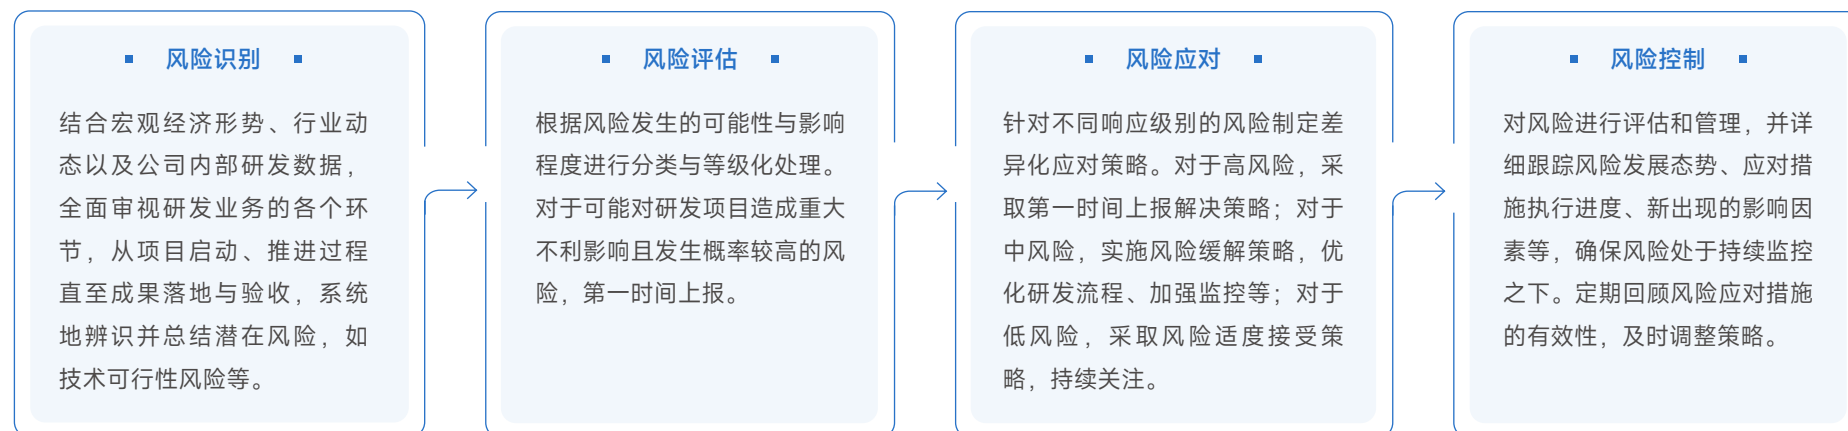 风险识别
结合宏观经济形势、行业动
态以及公司内部研发数据，
全面审视研发业务的各个环
节，从项目启动、推进过程
直至成果落地与验收，系统
地辨识并总结潜在风险，如
技术可行性风险等。
风险评估
根据风险发生的可能性与影响
程度进行分类与等级化处理。
对于可能对研发项目造成重大
不利影响且发生概率较高的风
险，第一时间上报。
风险应对
针对不同响应级别的风险制定差
异化应对策略。对于高风险，采
取第一时间上报解决策略；对于
中风险，实施风险缓解策略，优
化研发流程、加强监控等；对于
低风险，采取风险适度接受策
略，持续关注。
风险控制
对风险进行评估和管理，并详
细跟踪风险发展态势、应对措
施执行进度、新出现的影响因
素等，确保风险处于持续监控
之下。定期回顾风险应对措施
的有效性，及时调整策略。